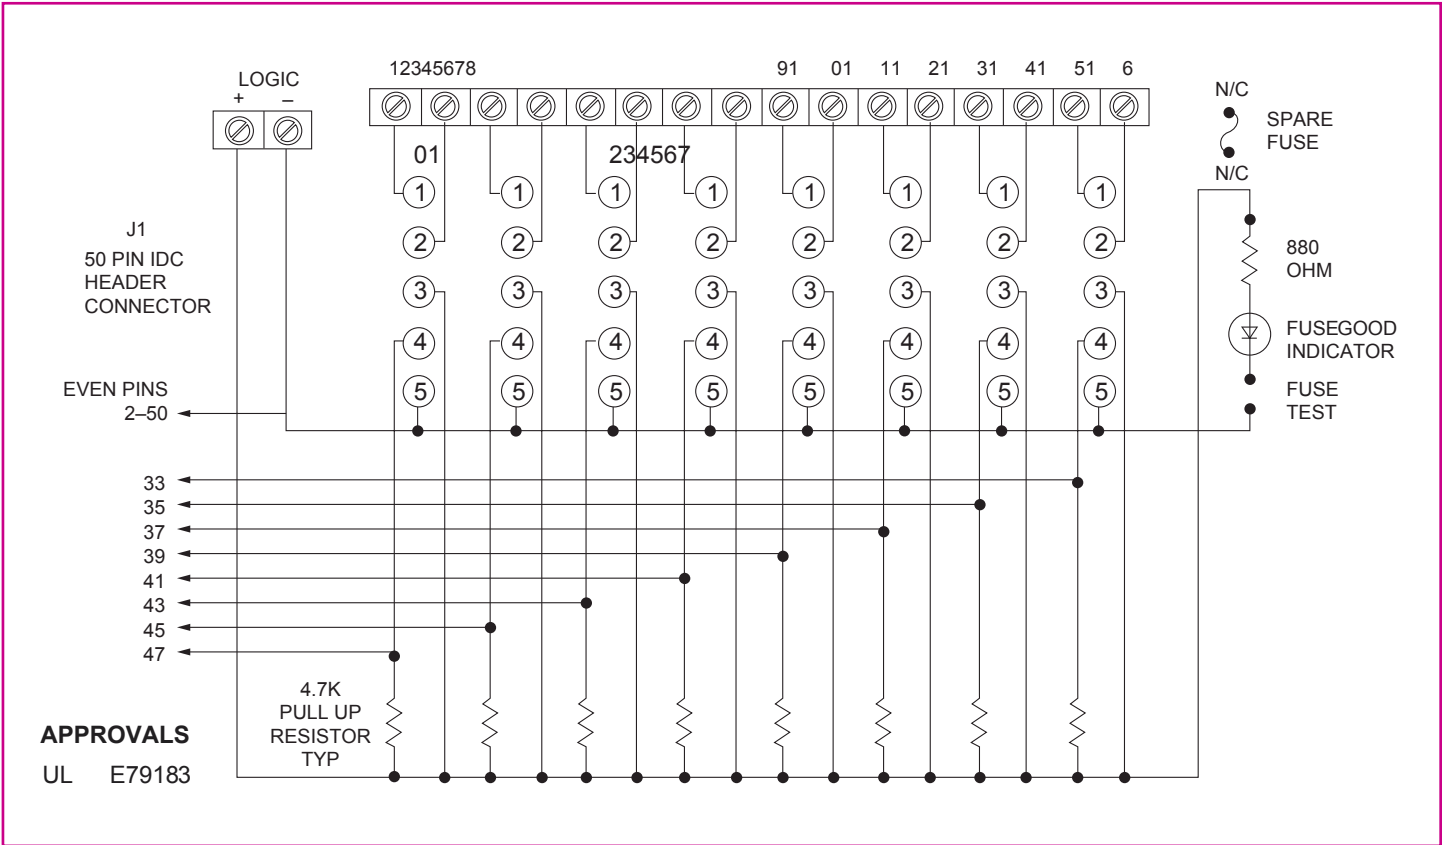 LOGIC
+ –
12345678 91 01 11 21 31 41 51 6
N/C
SPARE
FUSE
N/C
01 234567
1 1 1 1 1 1 1 1
2 2 2 2 2 2 2 2
3 3 3 3 3 3 3 3
4 4 4 4 4 4 4 4
5 5 5 5 5 5 5 5
J1
50 PIN IDC
HEADER
CONNECTOR
880
OHM
FUSEGOOD
INDICATOR
FUSE
TEST
EVEN PINS
2–50
33
35
37
39
41
43
45
47
4.7K
PULL UP
RESISTOR
TYP
APPROVALS
UL E79183